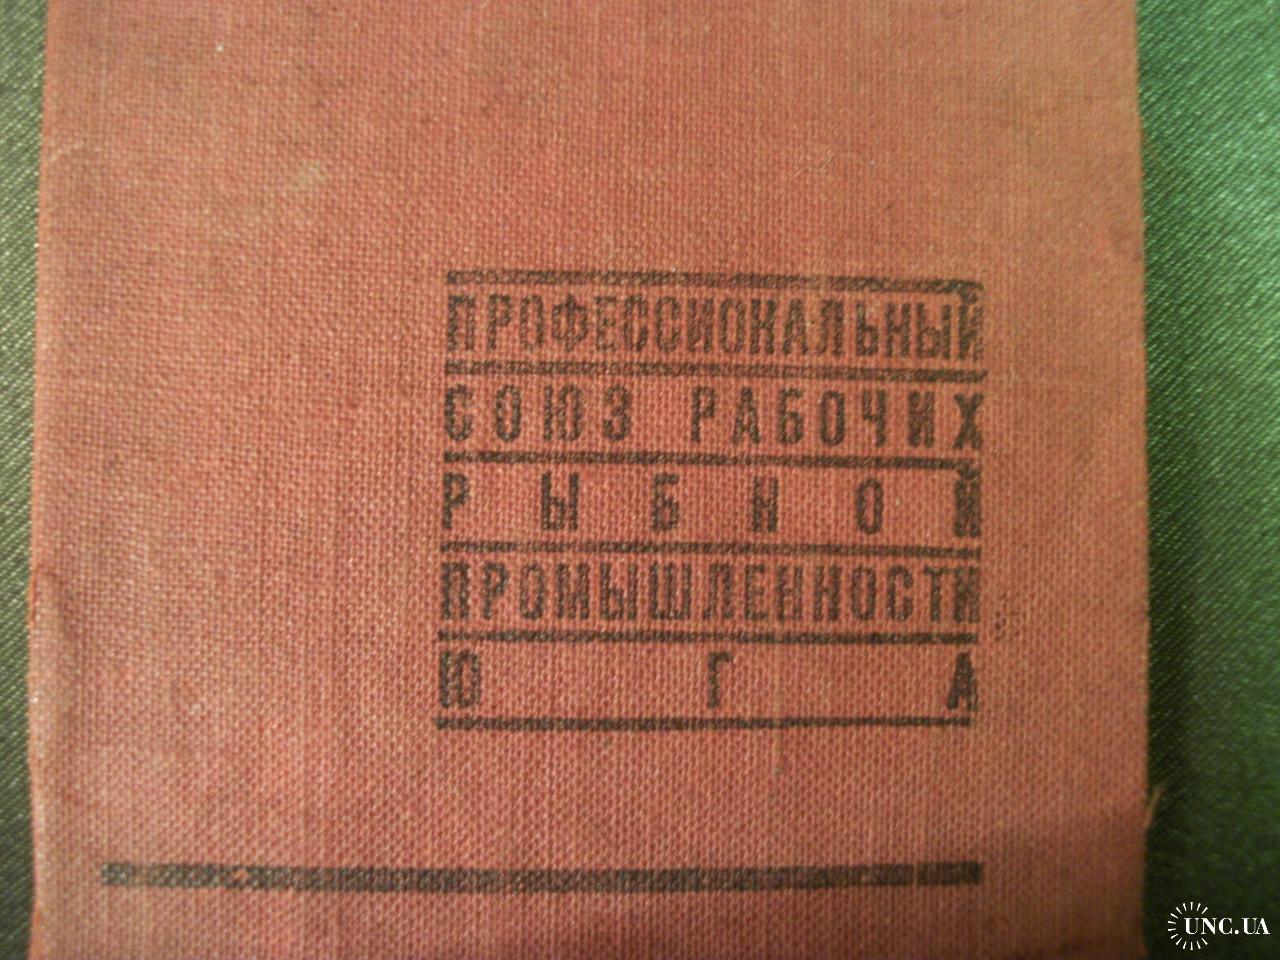 ПРОФЕССИОНАЛЬНЫЙ
СОЮЗ РАБОЧИХ
РЫБНОЙ
ПРОМЫШЛЕННОСТИ
ЮГА
UNC.UA